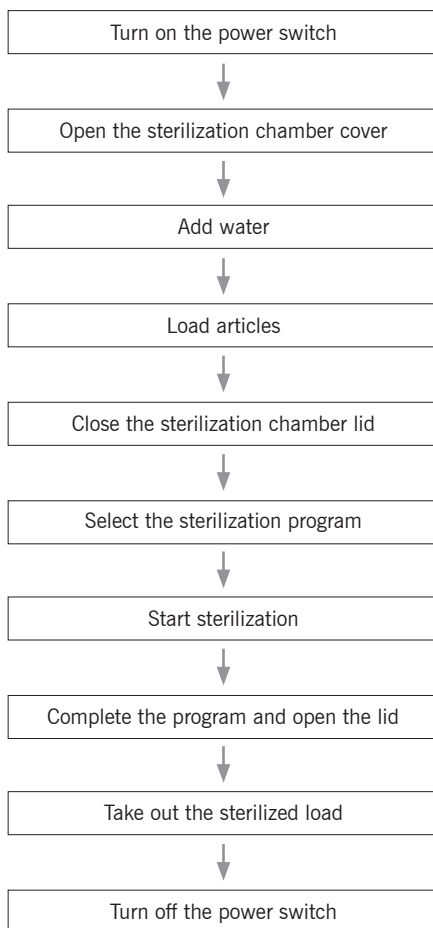 Turn on the power switch
Open the sterilization chamber cover
Add water
Load articles
Close the sterilization chamber lid
Select the sterilization program
Start sterilization
Complete the program and open the lid
Take out the sterilized load
Turn off the power switch